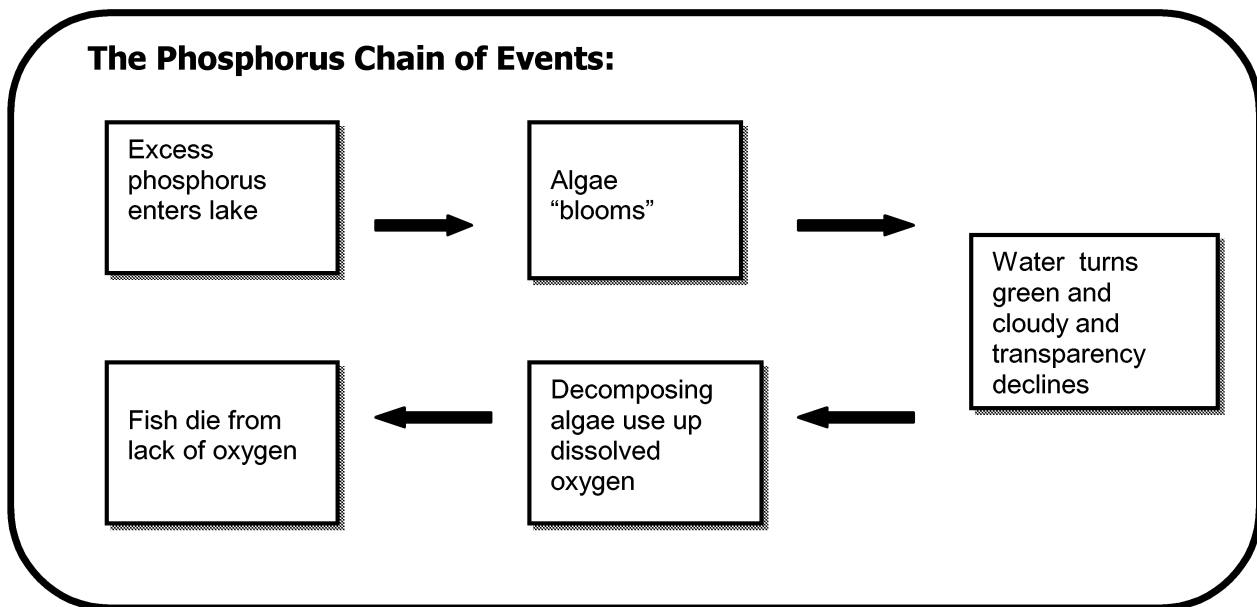 The Phosphorus Chain of Events:
Excess
phosphorus
enters lake
Algae
“blooms”
Water  turns
green and
cloudy and
transparency
declines
Decomposing
algae use up
dissolved
oxygen
Fish die from
lack of oxygen